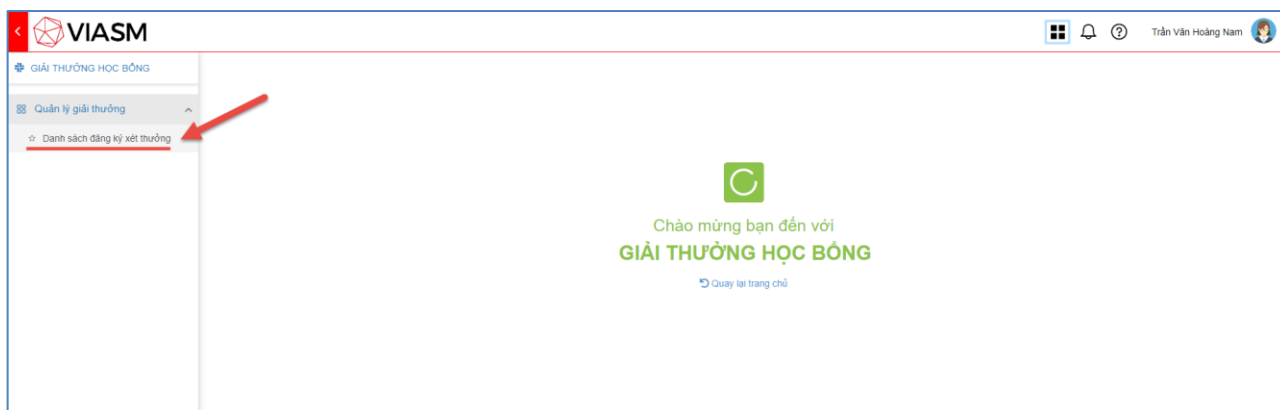 VIASM
Trần Văn Hoàng Nam
GIẢI THƯỞNG HỌC BỔNG
Quản lý giải thưởng
Danh sách đăng ký xét thưởng
Chào mừng bạn đến với
GIẢI THƯỞNG HỌC BỔNG
Quay lại trang chủ